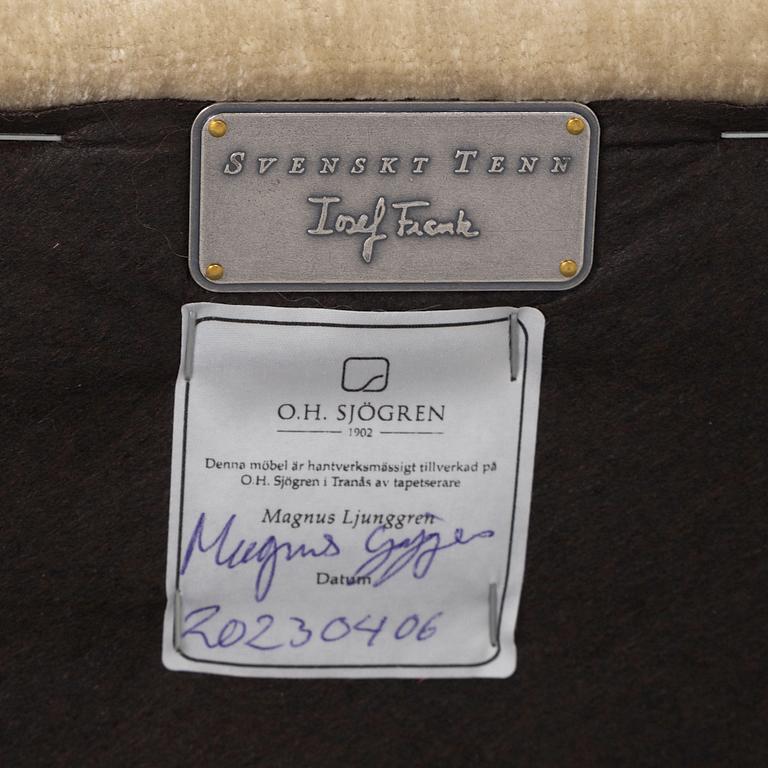 SVENSKT TENN
Josef Frank
O.H. SJÖGREN
1902
Denna möbel är hantverksmässigt tillverkad på
O.H. Sjögren i Tranås av tapetserare
Magnus Ljunggren
Magnus
Datum
20230406